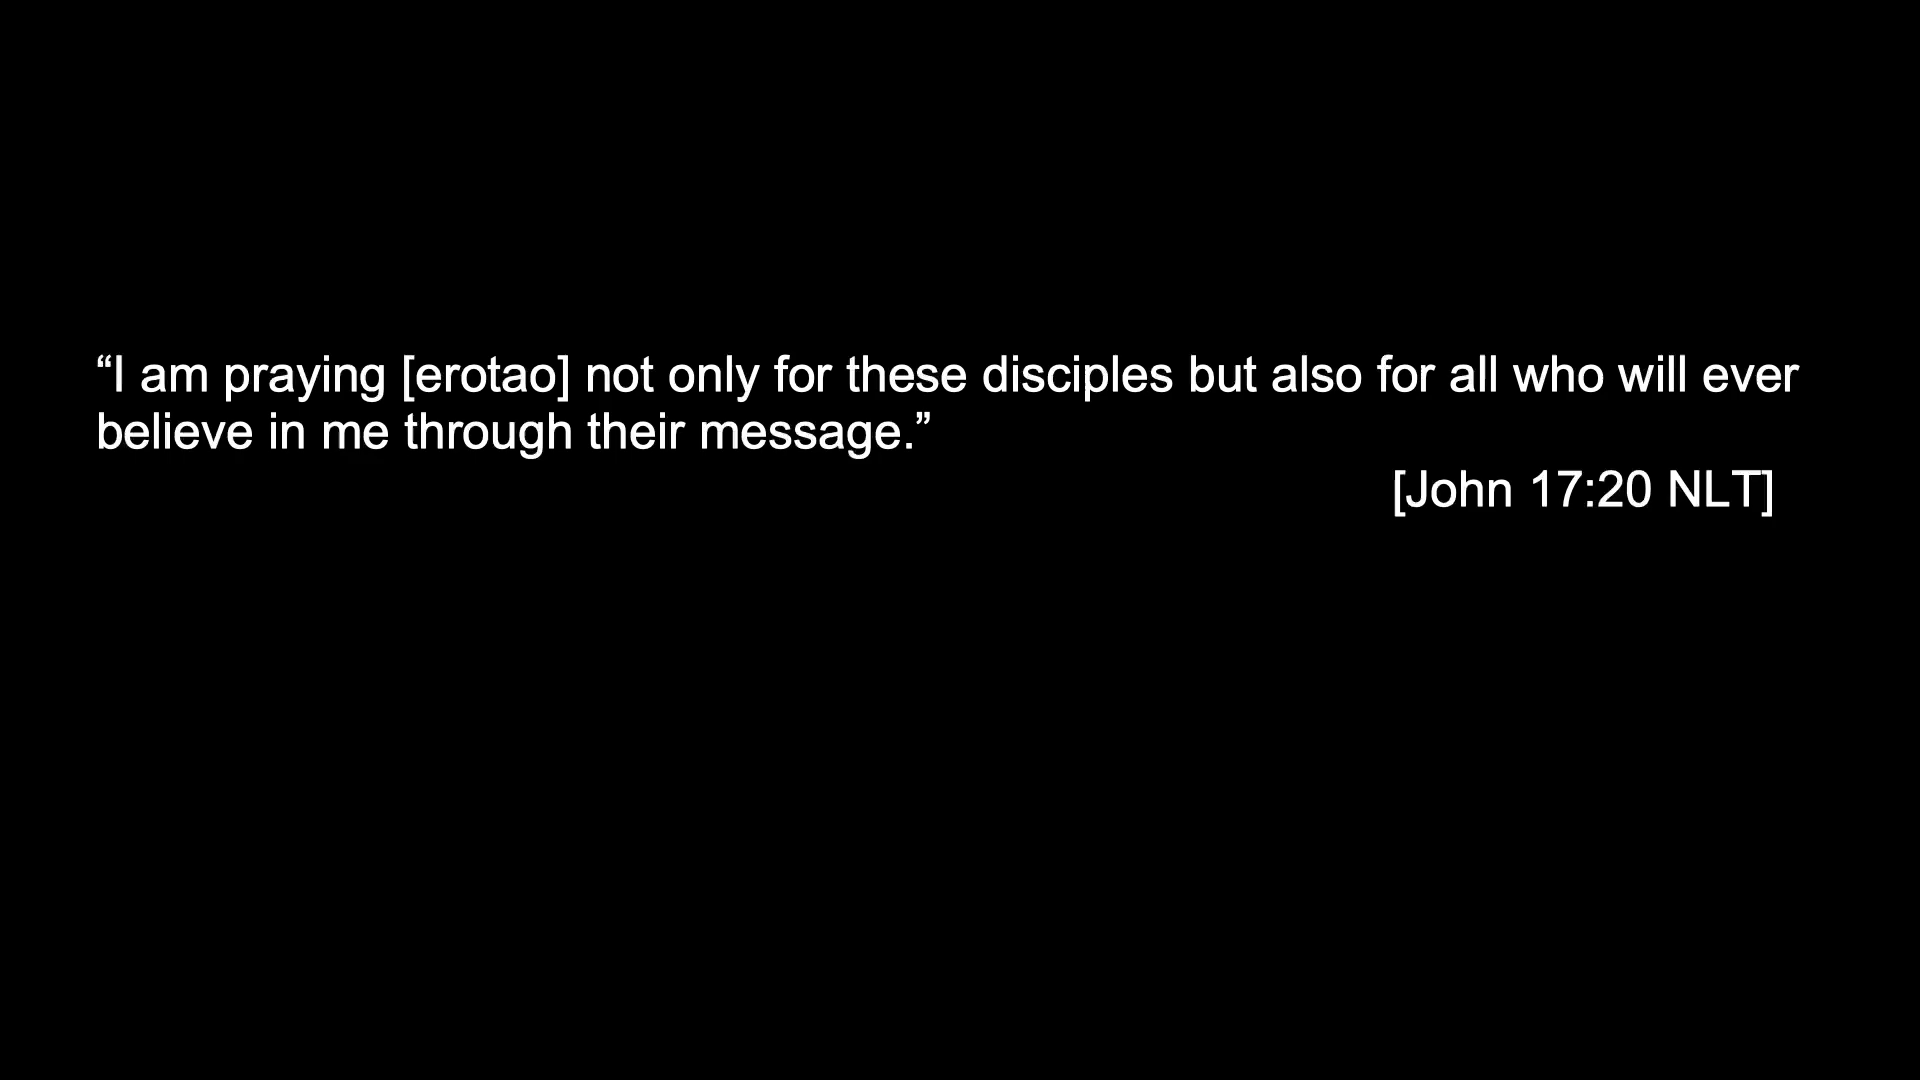 “I am praying [erotao] not only for these disciples but also for all who will ever
believe in me through their message.”
[John 17:20 NLT]